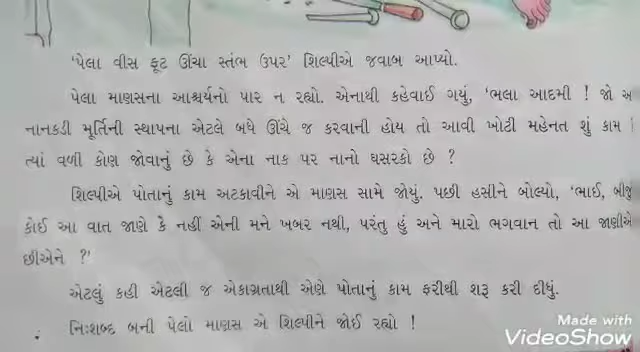 'પેલા વીસ ફૂટ ઊંચા સ્તંભ ઉપર' શિલ્પીએ જવાબ આપ્યો.
પેલા માણસના આશ્ચર્યનો પાર ન રહ્યો. એનાથી કહેવાઈ ગયું, 'ભલા આદમી ! જો આ
નાનકડી મૂર્તિની સ્થાપના એટલે બધે ઊંચે જ કરવાની હોય તો આવી ખોટી મહેનત શું કામ !
ત્યાં વળી કોણ જોવાનું છે કે એના નાક પર નાનો ઘસરકો છે ?
શિલ્પીએ પોતાનું કામ અટકાવીને એ માણસ સામે જોયું. પછી હસીને બોલ્યો, 'ભાઈ, બીજું
કોઈ આ વાત જાણે કે નહીં એની મને ખબર નથી, પરંતુ હું અને મારો ભગવાન તો આ જાણીએ
છીએને ?'
એટલું કહી એટલી જ એકાગ્રતાથી એણે પોતાનું કામ ફરીથી શરૂ કરી દીધું.
નિઃશબ્દ બની પેલો માણસ એ શિલ્પીને જોઈ રહ્યો !
Made with
VideoShow